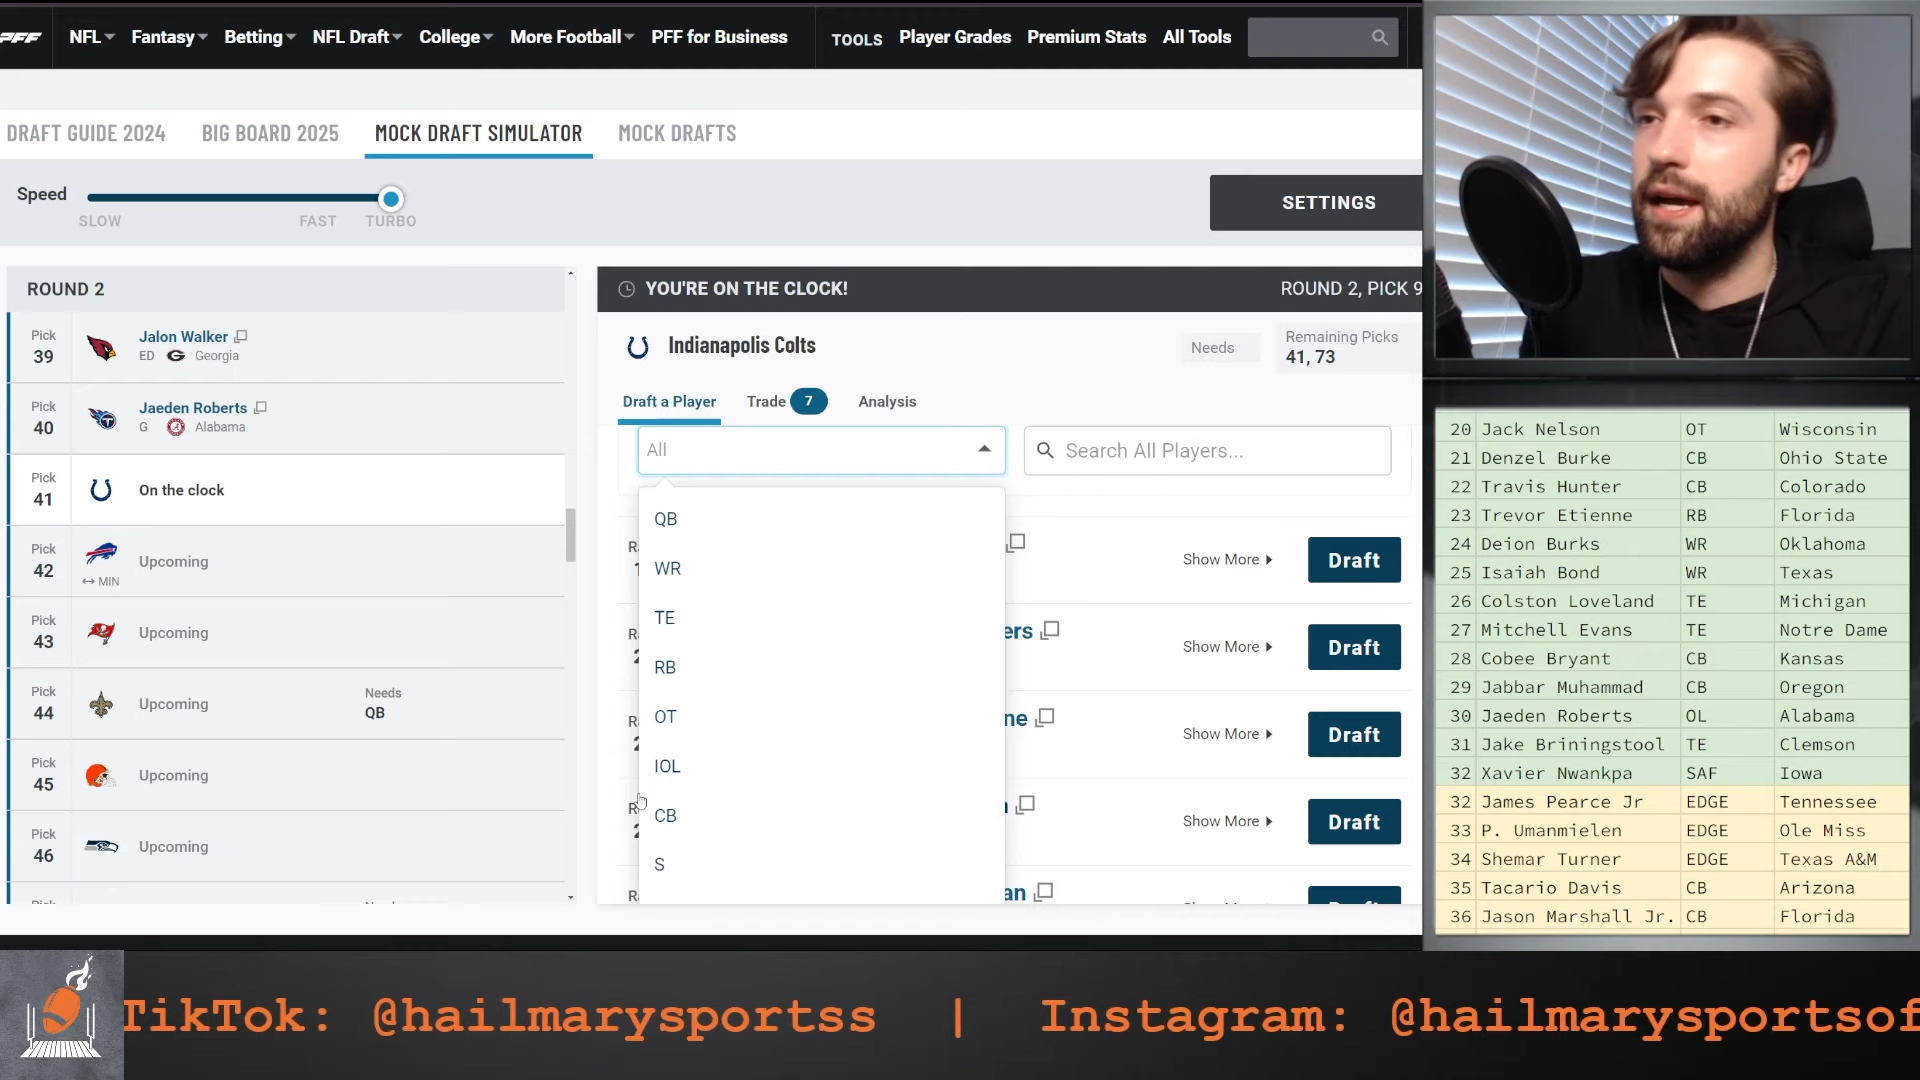 PFF NFL Fantasy Betting NFL Draft College More Football PFF for Business TOOLS Player Grades Premium Stats All Tools
DRAFT GUIDE 2024 BIG BOARD 2025 MOCK DRAFT SIMULATOR MOCK DRAFTS
Speed
SLOW FAST TURBO
SETTINGS
ROUND 2
Pick
39
Jalon Walker
ED Georgia
Pick
40
Jaeden Roberts
G Alabama
Pick
41
On the clock
Pick
42
MIN
Upcoming
Pick
43
Upcoming
Pick
44
Upcoming
Needs
QB
Pick
45
Upcoming
Pick
46
Upcoming
YOU'RE ON THE CLOCK!
ROUND 2, PICK 9
Indianapolis Colts
Needs
Remaining Picks
41, 73
Draft a Player Trade 7 Analysis
All
Search All Players...
QB
WR
TE
RB
OT
IOL
CB
S
Show More Draft
ers Show More Draft
ne Show More Draft
Show More Draft
an
20 Jack Nelson OT Wisconsin
21 Denzel Burke CB Ohio State
22 Travis Hunter CB Colorado
23 Trevor Etienne RB Florida
24 Deion Burks WR Oklahoma
25 Isaiah Bond WR Texas
26 Colston Loveland TE Michigan
27 Mitchell Evans TE Notre Dame
28 Cobee Bryant CB Kansas
29 Jabbar Muhammad CB Oregon
30 Jaeden Roberts OL Alabama
31 Jake Briningstool TE Clemson
32 Xavier Nwankpa SAF Iowa
32 James Pearce Jr EDGE Tennessee
33 P. Umanmielen EDGE Ole Miss
34 Shemar Turner EDGE Texas A&M
35 Tacario Davis CB Arizona
36 Jason Marshall Jr. CB Florida
TikTok: @hailmarysportss | Instagram: @hailmarysportsof